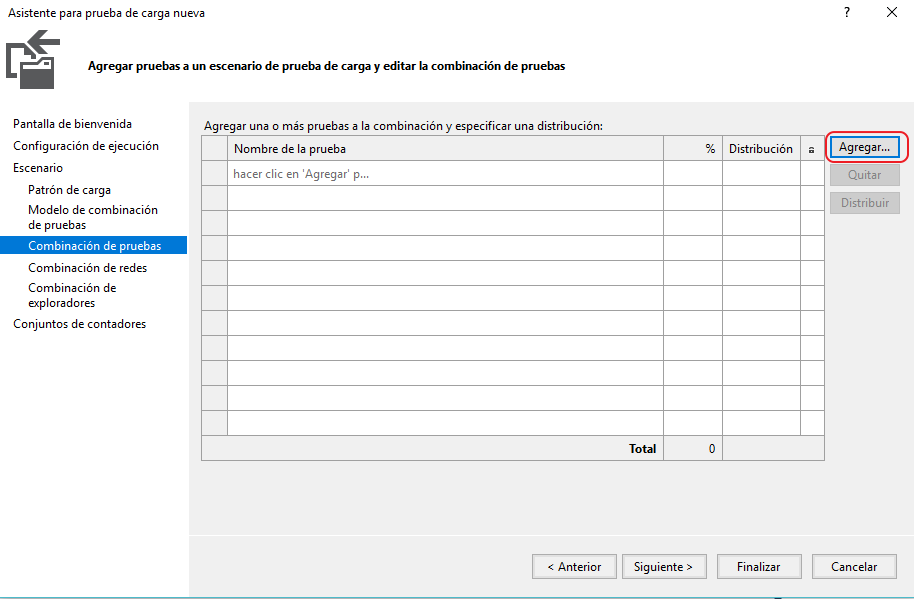 Asistente para prueba de carga nueva
?
Agregar pruebas a un escenario de prueba de carga y editar la combinación de pruebas
Pantalla de bienvenida
Configuración de ejecución
Escenario
Patrón de carga
Modelo de combinación
de pruebas
Combinación de pruebas
Combinación de redes
Combinación de
exploradores
Conjuntos de contadores
Agregar una o más pruebas a la combinación y especificar una distribución:
Nombre de la prueba % Distribución
hacer clic en 'Agregar' p...
Total 0
Agregar...
Quitar
Distribuir
< Anterior Siguiente > Finalizar Cancelar